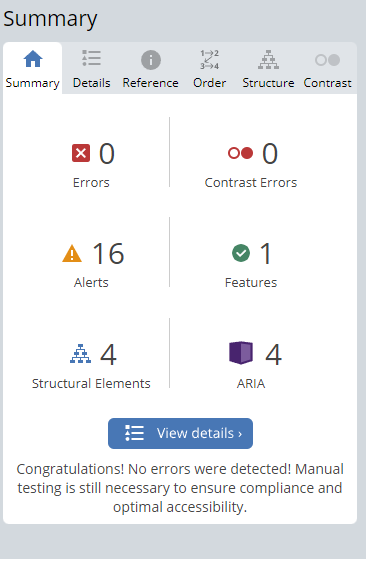 Summary
Summary Details Reference Order Structure Contrast
0 0
Errors Contrast Errors
16 1
Alerts Features
4 4
Structural Elements ARIA
View details ›
Congratulations! No errors were detected! Manual
testing is still necessary to ensure compliance and
optimal accessibility.